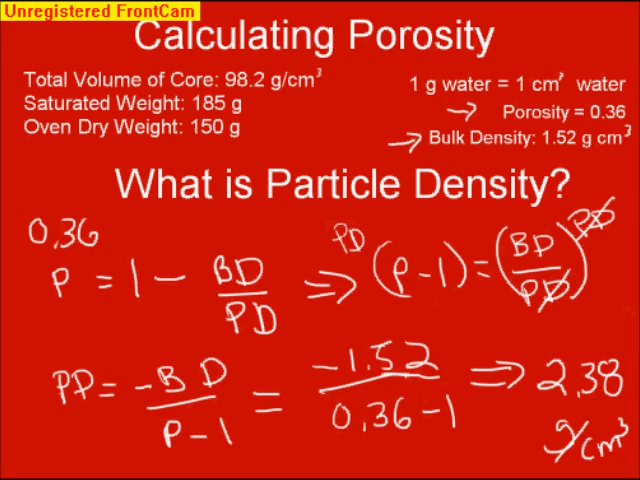 Unregistered FrontCam
Calculating Porosity
Total Volume of Core: 98.2 g/cm³
Saturated Weight: 185 g
Oven Dry Weight: 150 g
1 g water = 1 cm³ water
→ Porosity = 0.36
→ Bulk Density: 1.52 g cm³
What is Particle Density?
0.36
P = 1 - BD/PD ⇒ PD (P-1) = (BD/PD) PD
PD = -BD/P-1 = -1.52/0.36-1 ⇒ 2.38 g/cm³